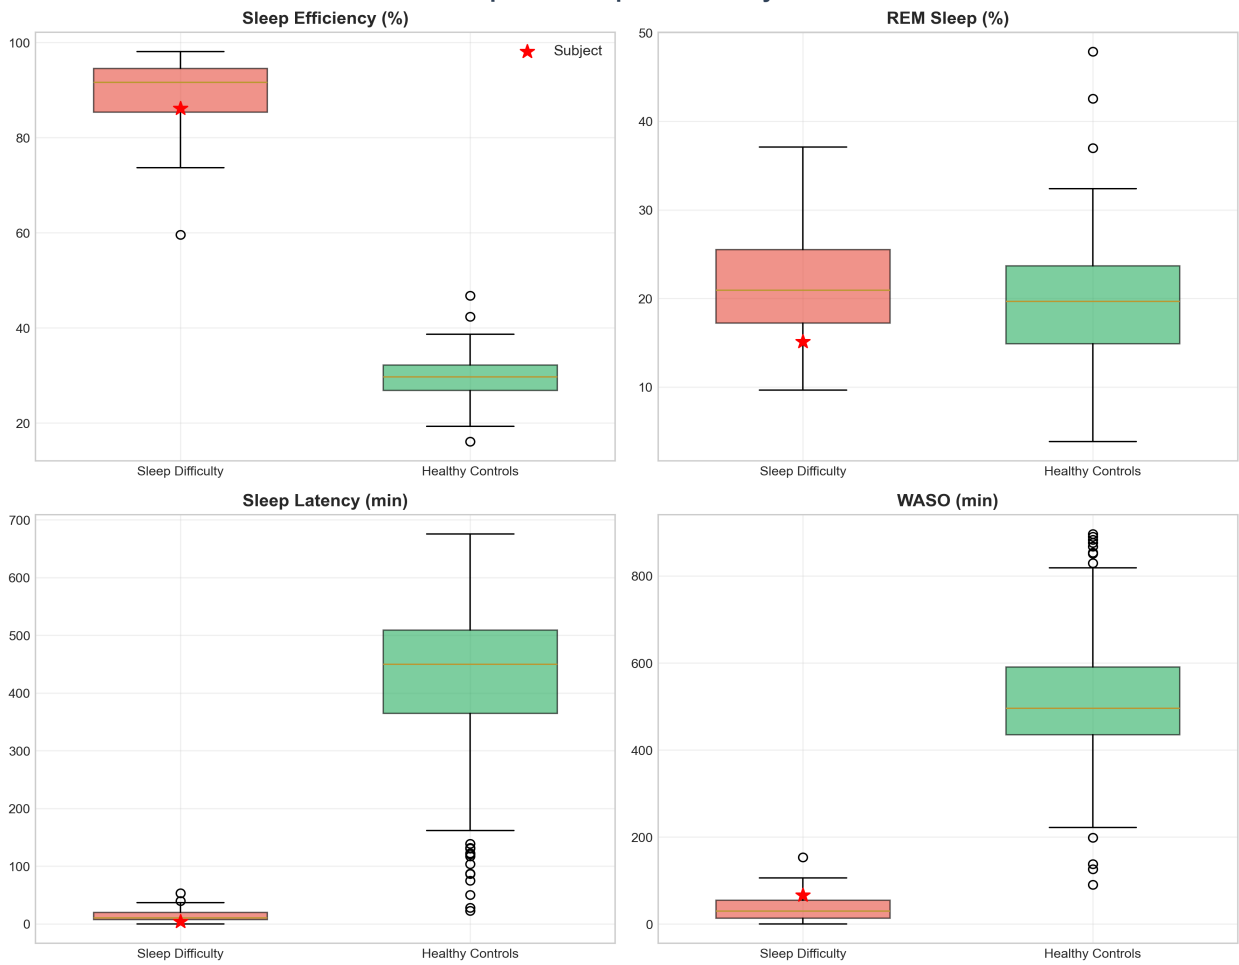 Sleep Efficiency (%)
100
80
60
40
20
Subject
Sleep Difficulty
Healthy Controls
REM Sleep (%)
50
40
30
20
10
Sleep Difficulty
Healthy Controls
Sleep Latency (min)
700
600
500
400
300
200
100
0
Sleep Difficulty
Healthy Controls
WASO (min)
800
600
400
200
0
Sleep Difficulty
Healthy Controls